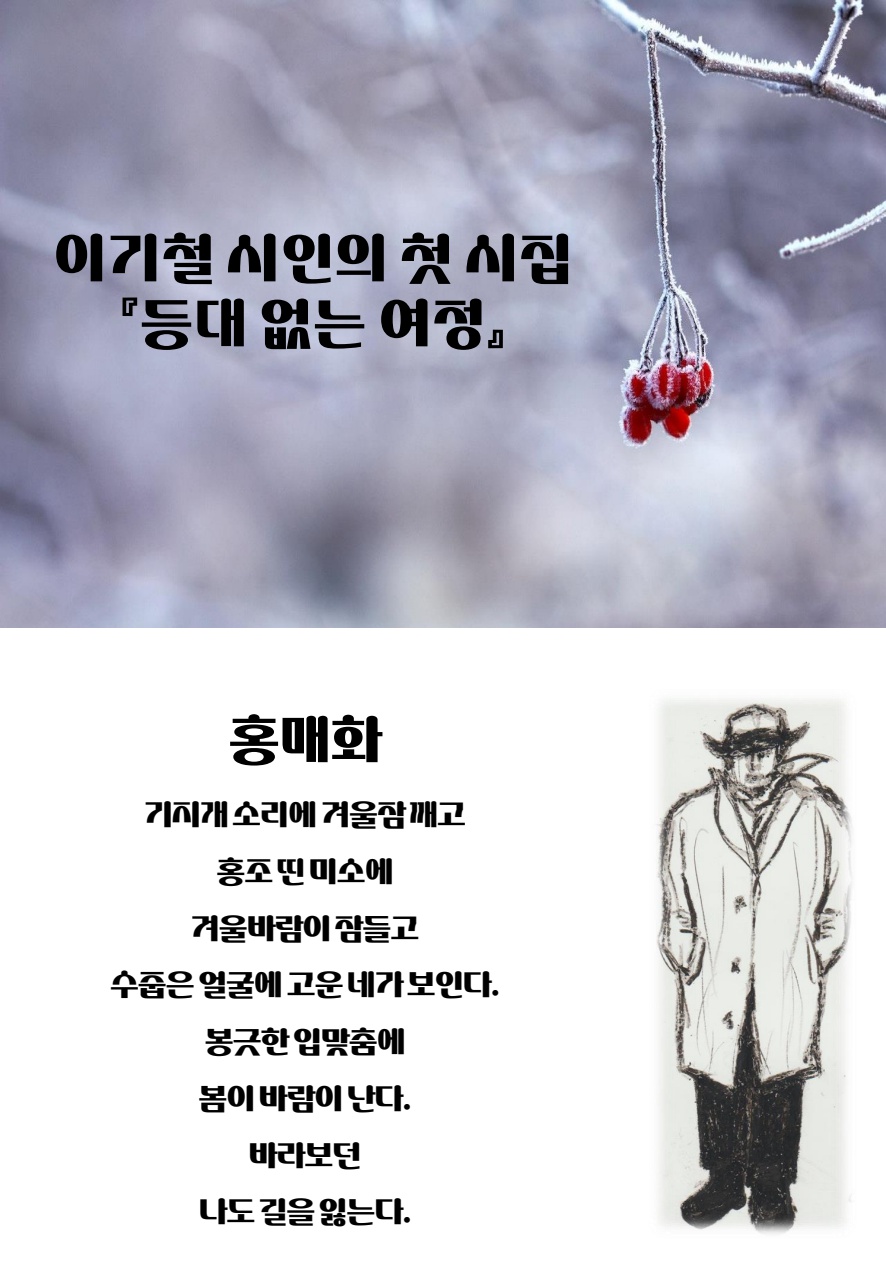 이기철 시인의 첫 시집
『등대 없는 여정』
홍매화
기지개 소리에 겨울잠 깨고
홍조 띤 미소에
겨울바람이 잠들고
수줍은 얼굴에 고운 네가 보인다.
봉긋한 입맞춤에
봄이 바람이 난다.
바라보던
나도 길을 잃는다.